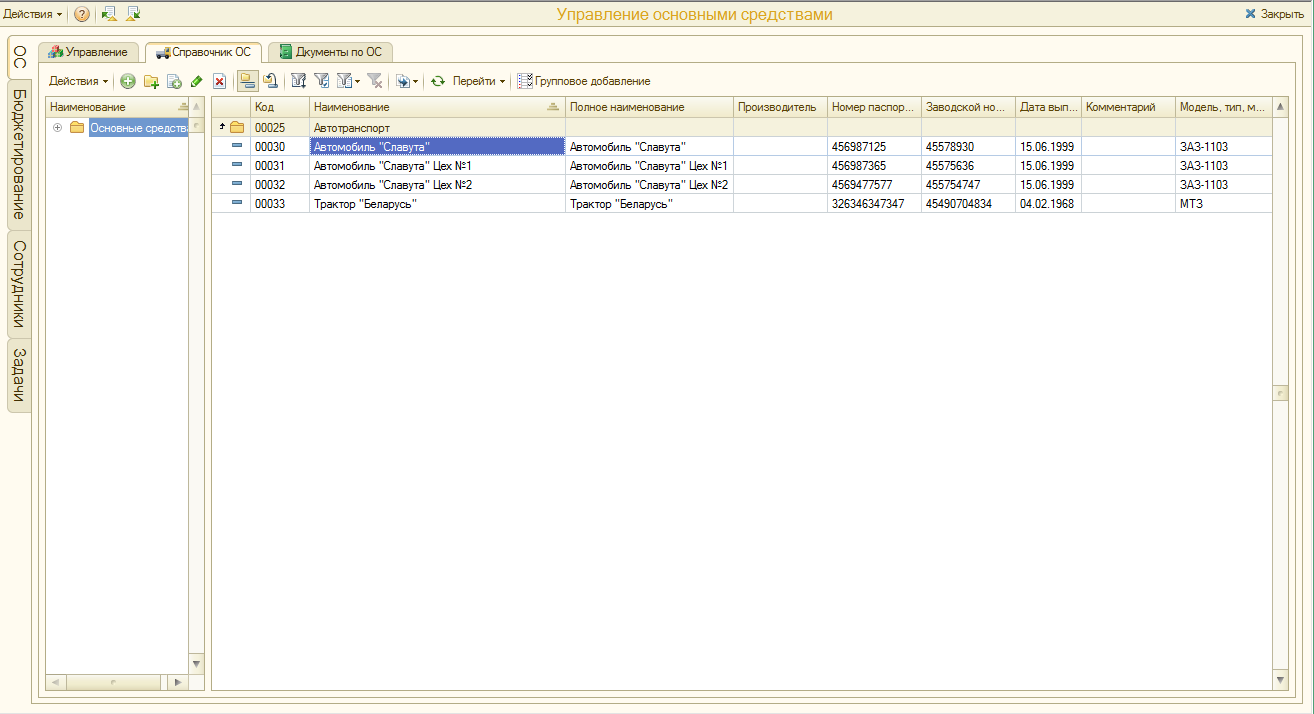 Действия ? Управление основными средствами Закрыть
Управление Справочник ОС Дкументы по ОС
ОС
Бюджетирование
Сотрудники
Задачи
Действия Перейти Групповое добавление
Наименование
Основные средства
Код Наименование Полное наименование Производитель Номер паспор... Заводской но... Дата вып... Комментарий Модель, тип, м...
00025 Автотранспорт
00030 Автомобиль "Славута" Автомобиль "Славута" 456987125 45578930 15.06.1999 ЗАЗ-1103
00031 Автомобиль "Славута" Цех №1 Автомобиль "Славута" Цех №1 456987365 45575636 15.06.1999 ЗАЗ-1103
00032 Автомобиль "Славута" Цех №2 Автомобиль "Славута" Цех №2 4569477577 455754747 15.06.1999 ЗАЗ-1103
00033 Трактор "Беларусь" Трактор "Беларусь" 326346347347 45490704834 04.02.1968 МТЗ